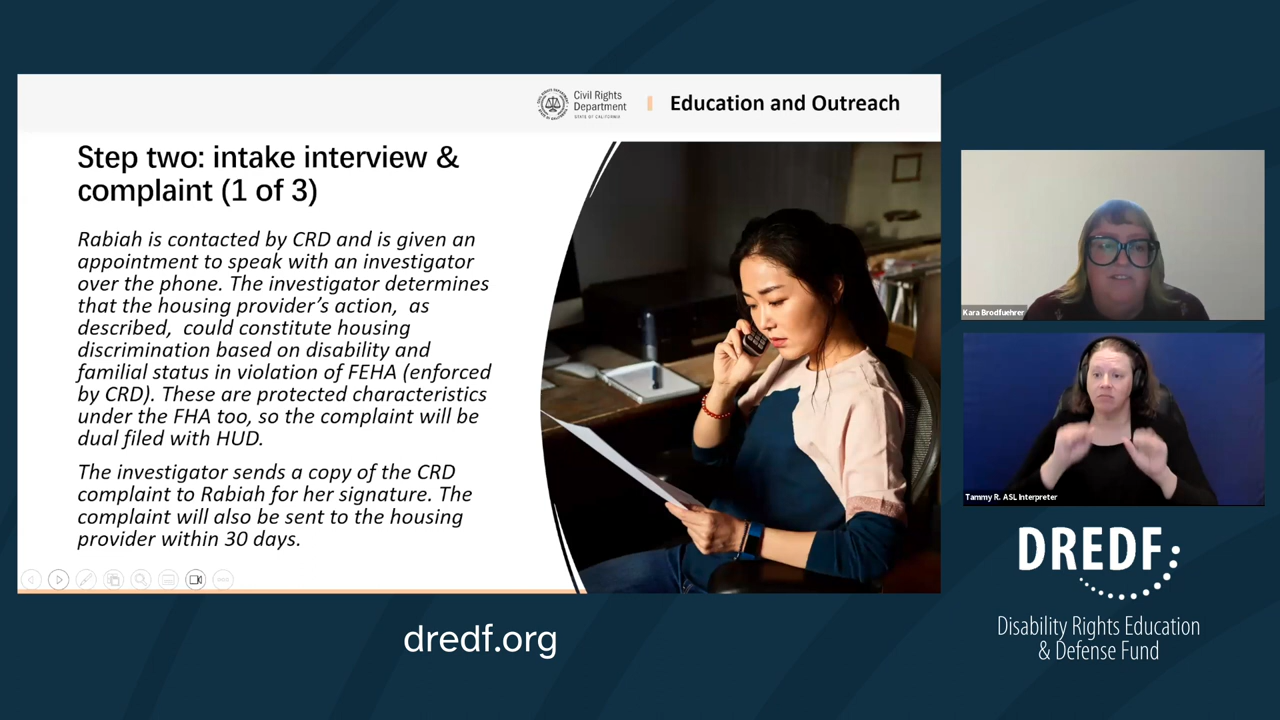 Civil Rights
Department
STATE OF CALIFORNIA
Education and Outreach
Step two: intake interview &
complaint (1 of 3)
Rabiah is contacted by CRD and is given an
appointment to speak with an investigator
over the phone. The investigator determines
that the housing provider's action,  as
described,  could constitute housing
discrimination based on disability and
familial status in violation of FEHA (enforced
by CRD). These are protected characteristics
under the FHA too, so the complaint will be
dual filed with HUD.
The investigator sends a copy of the CRD
complaint to Rabiah for her signature. The
complaint will also be sent to the housing
provider within 30 days.
Kara Brodfuehrer
Tammy R. ASL Interpreter
DREDF
Disability Rights Education
& Defense Fund
dredf.org